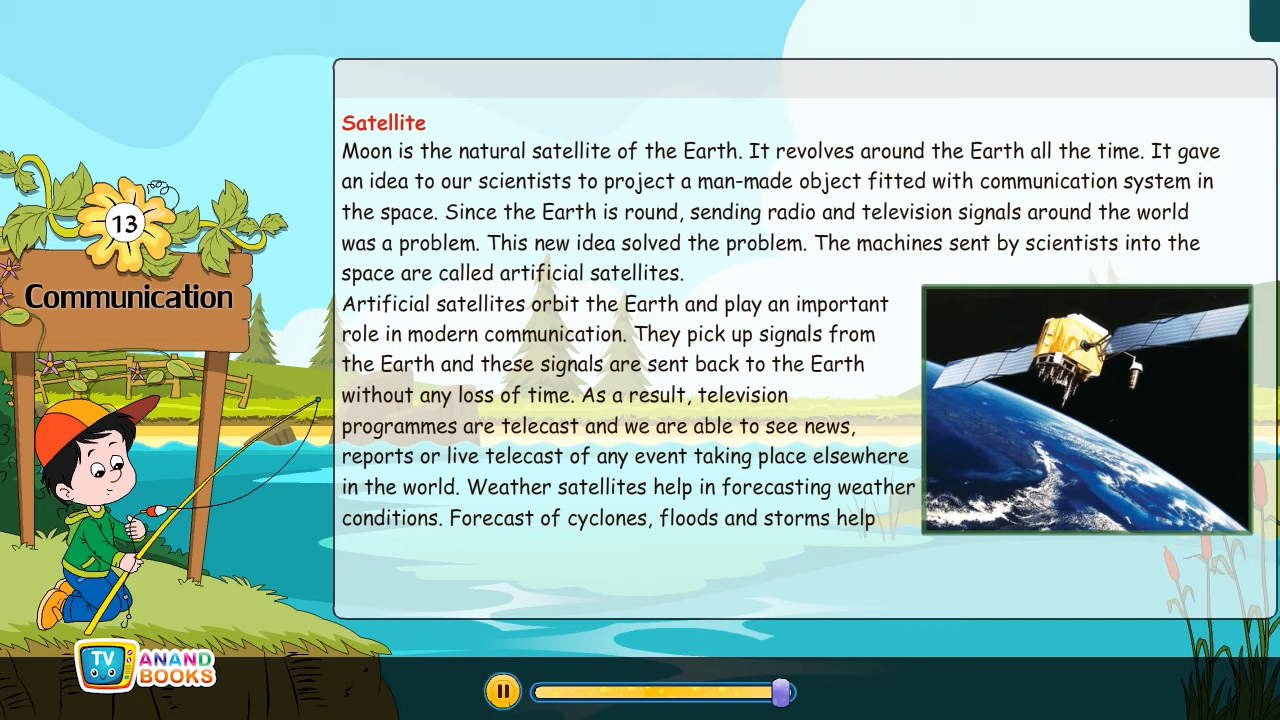 13
Communication
Satellite
Moon is the natural satellite of the Earth. It revolves around the Earth all the time. It gave
an idea to our scientists to project a man-made object fitted with communication system in
the space. Since the Earth is round, sending radio and television signals around the world
was a problem. This new idea solved the problem. The machines sent by scientists into the
space are called artificial satellites.
Artificial satellites orbit the Earth and play an important
role in modern communication. They pick up signals from
the Earth and these signals are sent back to the Earth
without any loss of time. As a result, television
programmes are telecast and we are able to see news,
reports or live telecast of any event taking place elsewhere
in the world. Weather satellites help in forecasting weather
conditions. Forecast of cyclones, floods and storms help
TV
ANAND
BOOKS